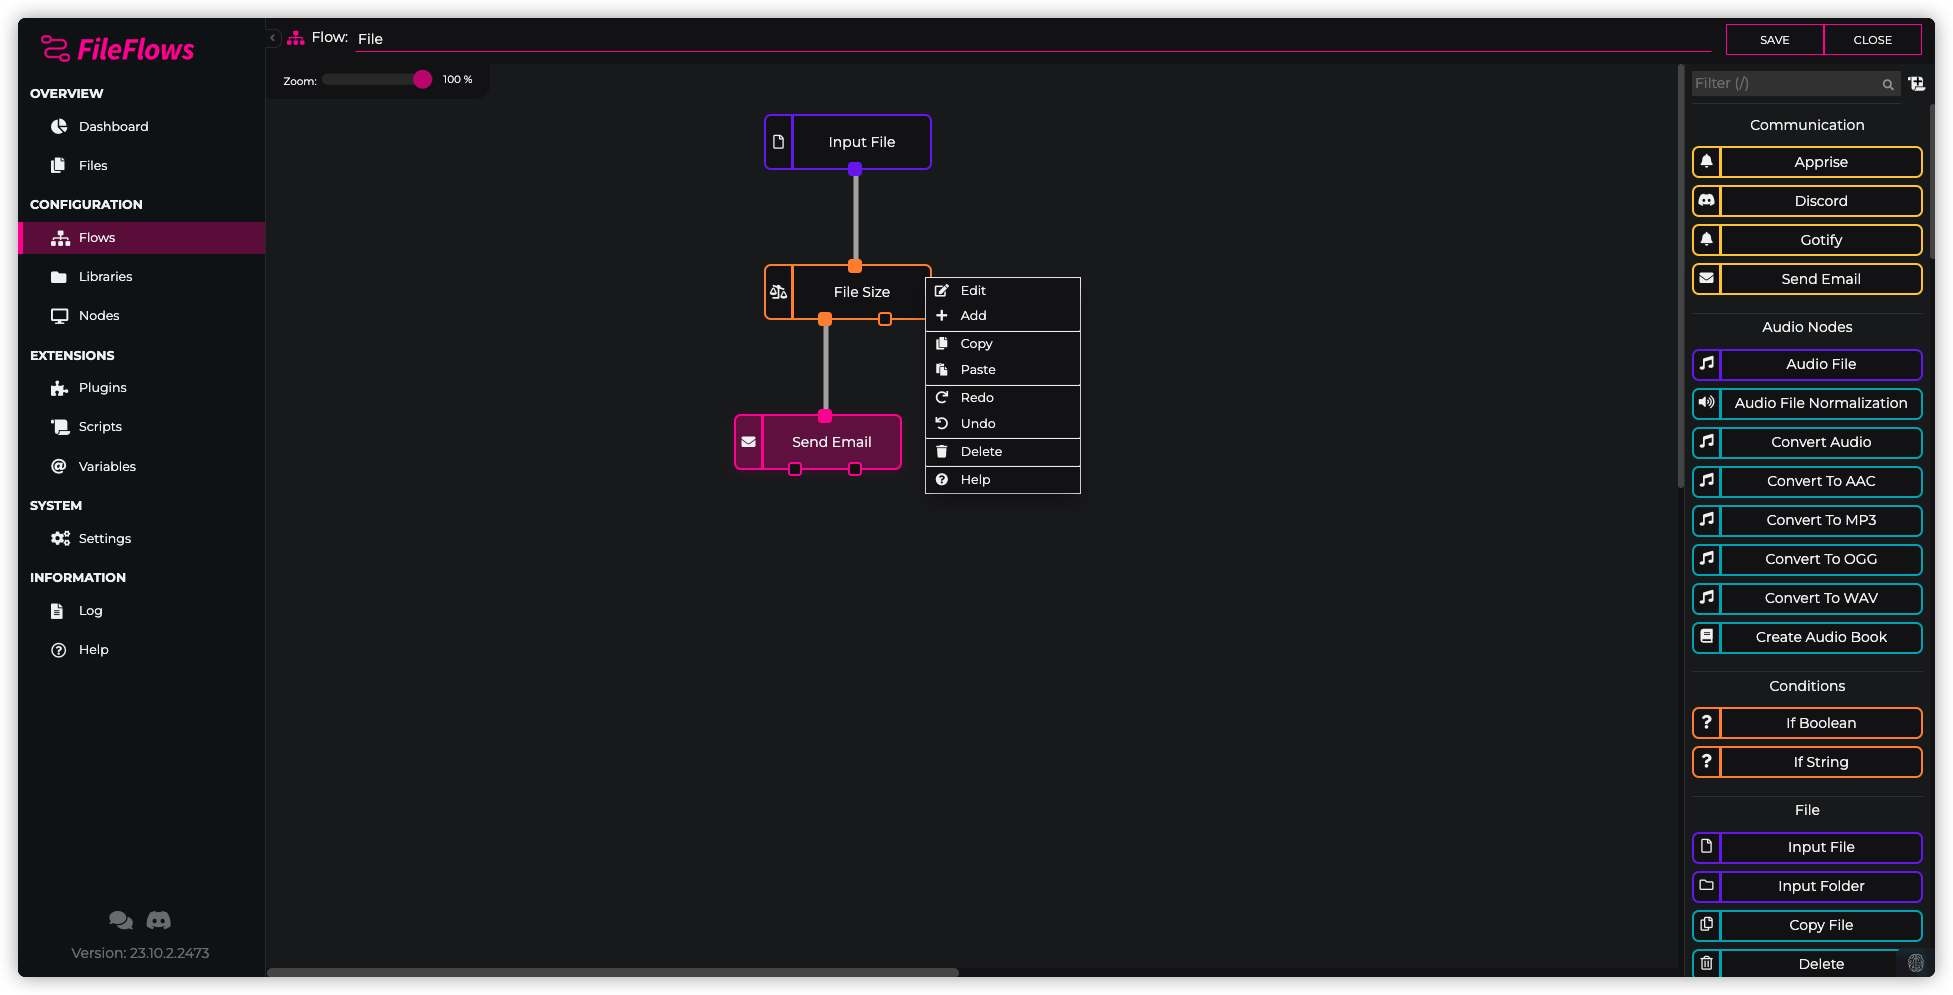 FileFlows
OVERVIEW
Dashboard
Files
CONFIGURATION
Flows
Libraries
Nodes
EXTENSIONS
Plugins
Scripts
Variables
SYSTEM
Settings
INFORMATION
Log
Help
Version: 23.10.2.2473
Flow: File
SAVE
CLOSE
Zoom: 100 %
Input File
File Size
Send Email
Edit
Add
Copy
Paste
Redo
Undo
Delete
Help
Filter (/)
Communication
Apprise
Discord
Gotify
Send Email
Audio Nodes
Audio File
Audio File Normalization
Convert Audio
Convert To AAC
Convert To MP3
Convert To OGG
Convert To WAV
Create Audio Book
Conditions
If Boolean
If String
File
Input File
Input Folder
Copy File
Delete